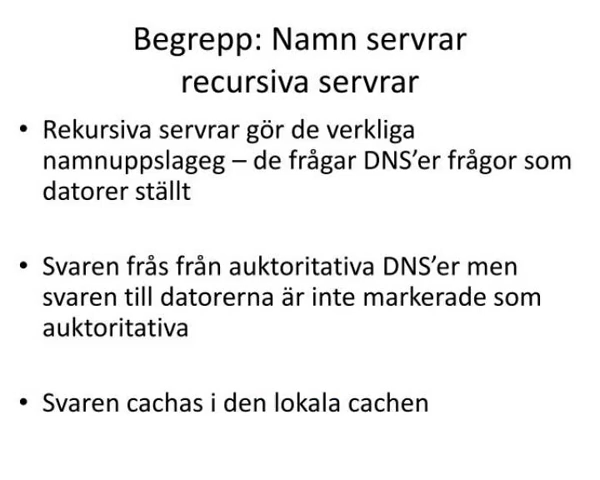 Begrepp: Namn servrar
recursiva servrar
• Rekursiva servrar gör de verkliga
namnuppslageg – de frågar DNS’er frågor som
datorer ställt
• Svaren frås från auktoritativa DNS’er men
svaren till datorerna är inte markerade som
auktoritativa
• Svaren cachas i den lokala cachen